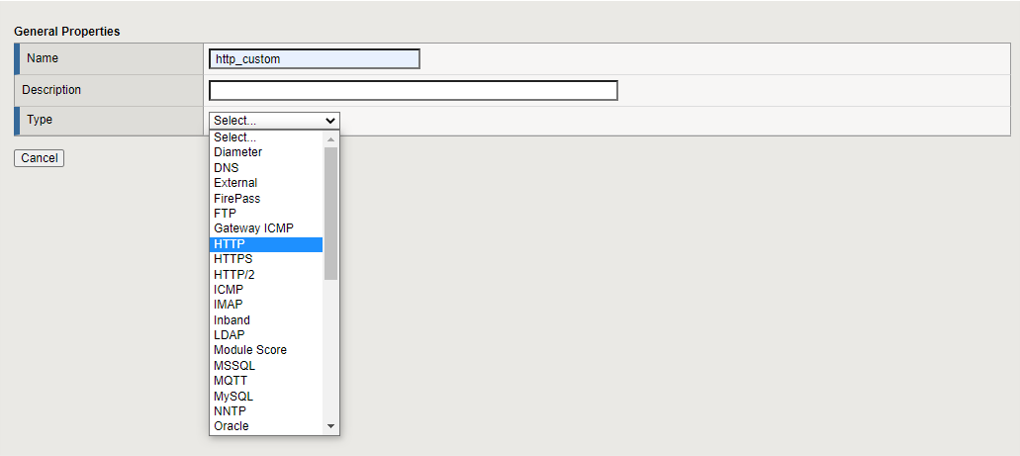 General Properties
Name http_custom
Description
Type Select...
Select...
Diameter
DNS
External
FirePass
FTP
Gateway ICMP
HTTP
HTTPS
HTTP/2
ICMP
IMAP
Inband
LDAP
Module Score
MSSQL
MQTT
MySQL
NNTP
Oracle
Cancel